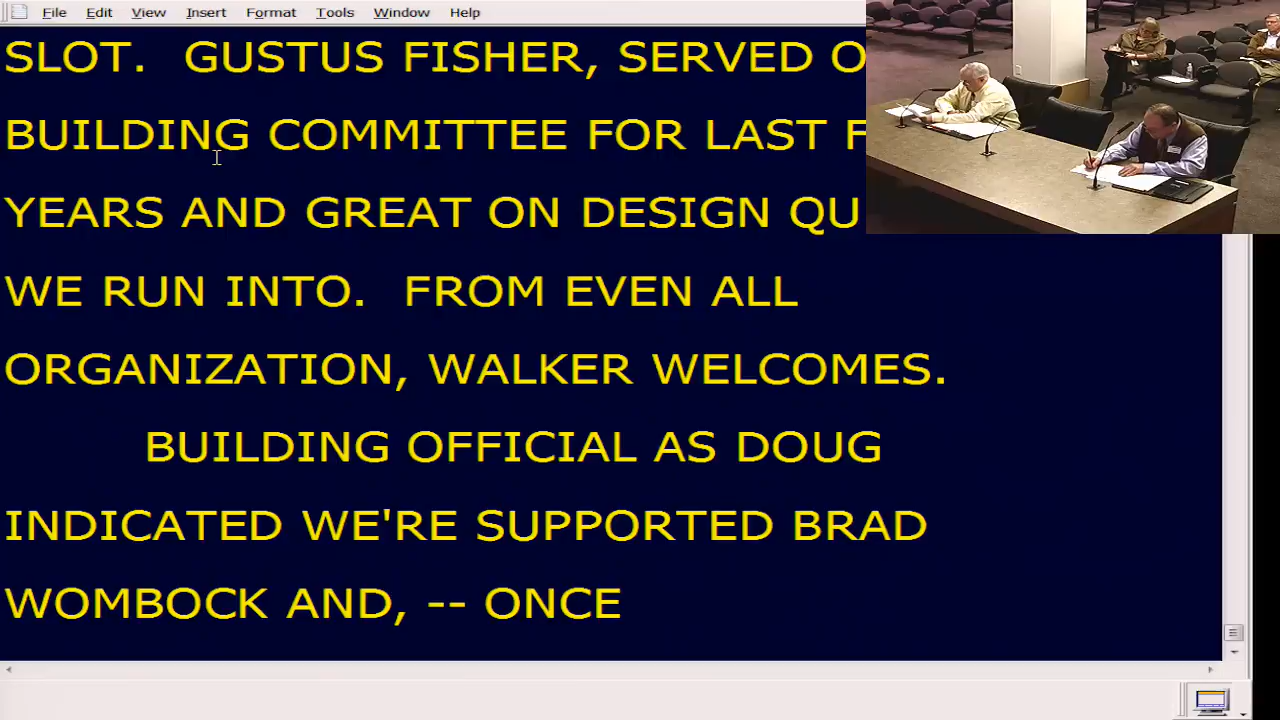 File Edit View Insert Format Tools Window Help
SLOT. GUSTUS FISHER, SERVED O
BUILDING COMMITTEE FOR LAST F
YEARS AND GREAT ON DESIGN QU
WE RUN INTO. FROM EVEN ALL
ORGANIZATION, WALKER WELCOMES.
BUILDING OFFICIAL AS DOUG
INDICATED WE'RE SUPPORTED BRAD
WOMBOCK AND, -- ONCE